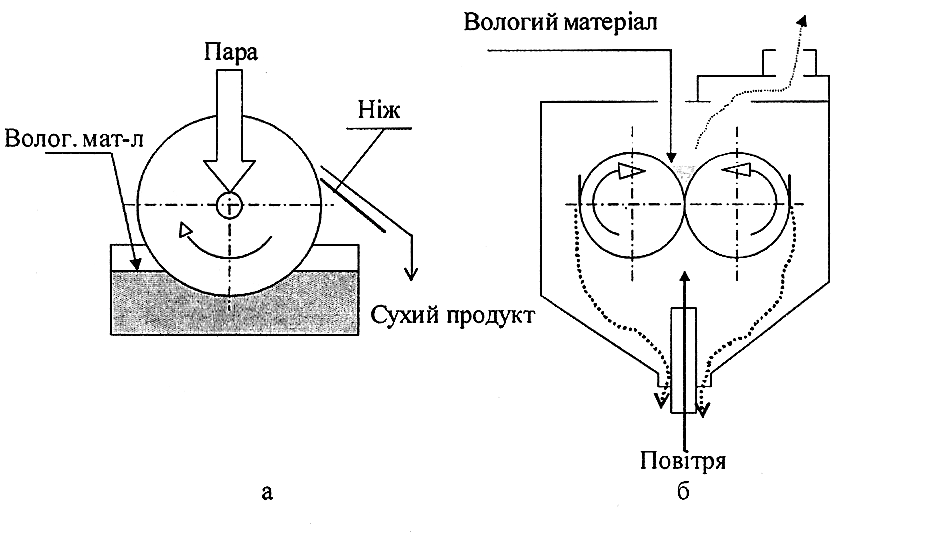 Пара
Волог. мат-л
Ніж
Сухий продукт
а
Вологий матеріал
Повітря
б